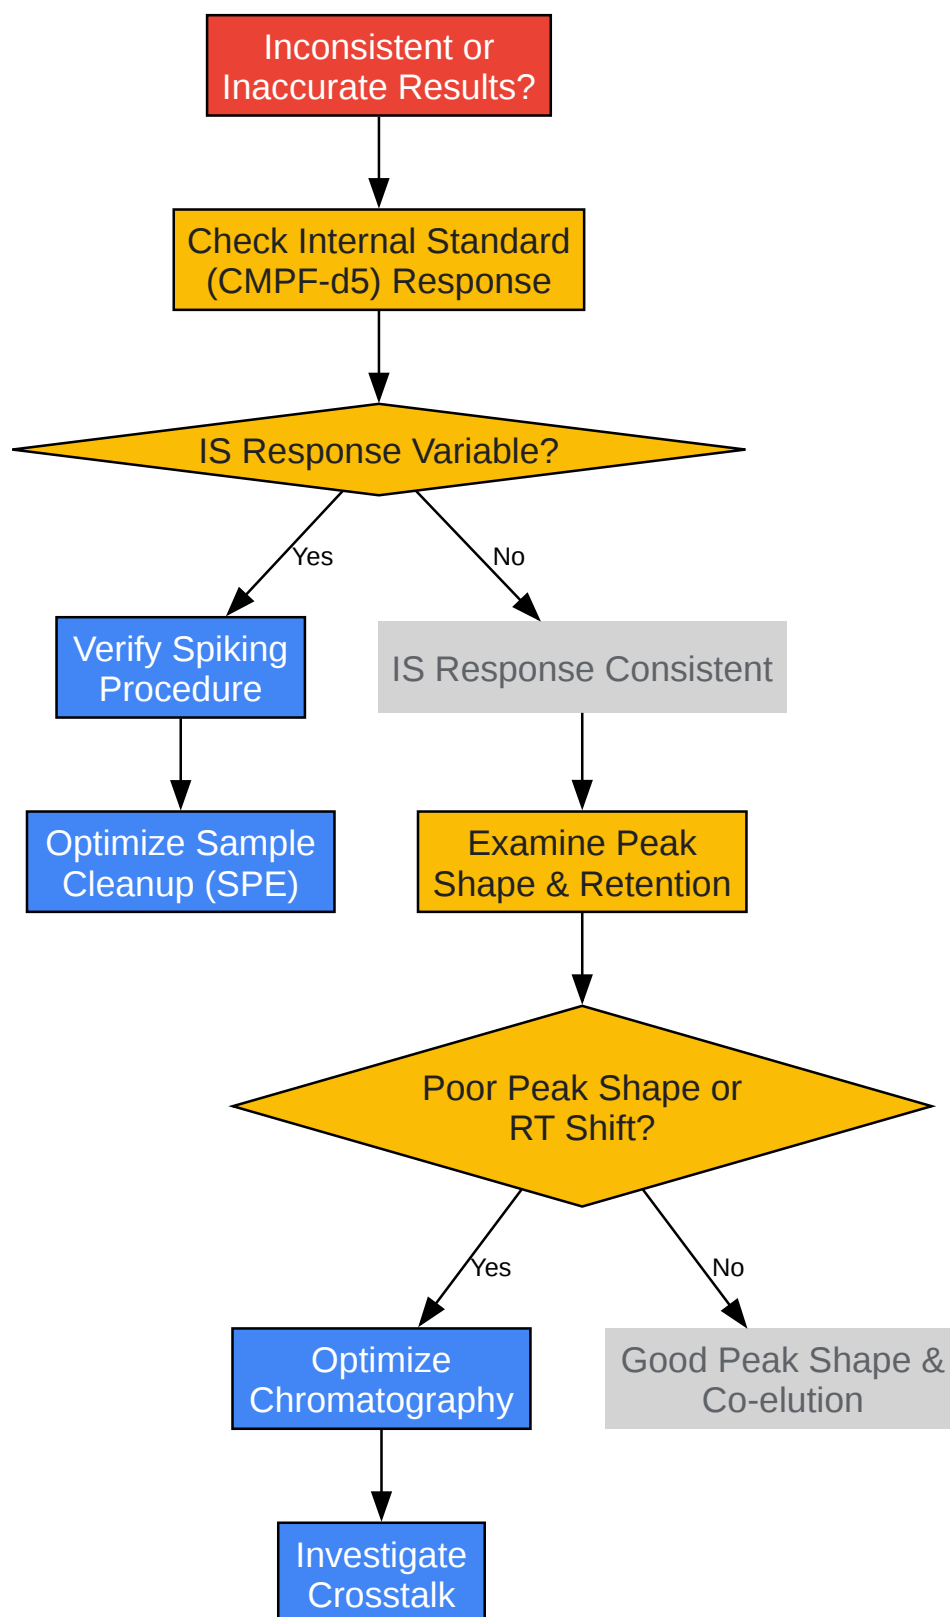 Inconsistent or
Inaccurate Results?
Check Internal Standard
(CMPF-d5) Response
IS Response Variable?
Yes
No
Verify Spiking
Procedure
IS Response Consistent
Optimize Sample
Cleanup (SPE)
Examine Peak
Shape & Retention
Poor Peak Shape or
RT Shift?
Yes
No
Optimize
Chromatography
Good Peak Shape &
Co-elution
Investigate
Crosstalk